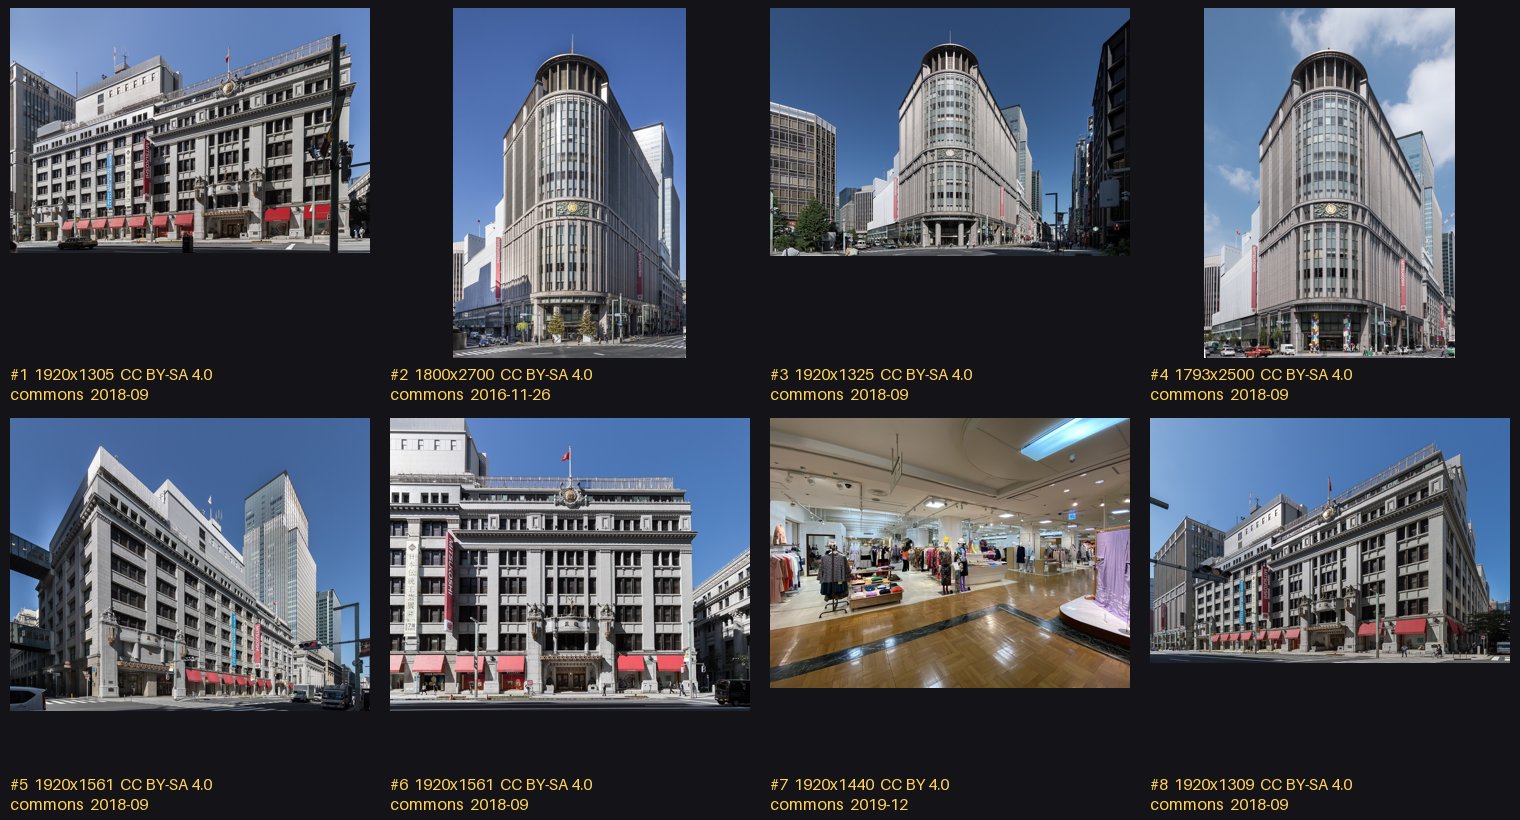 #1 1920x1305 CC BY-SA 4.0
commons 2018-09
#2 1800x2700 CC BY-SA 4.0
commons 2016-11-26
#3 1920x1325 CC BY-SA 4.0
commons 2018-09
#4 1793x2500 CC BY-SA 4.0
commons 2018-09
MITSUKOSHI
#5 1920x1561 CC BY-SA 4.0
commons 2018-09
#6 1920x1561 CC BY-SA 4.0
commons 2018-09
#7 1920x1440 CC BY 4.0
commons 2019-12
#8 1920x1309 CC BY-SA 4.0
commons 2018-09